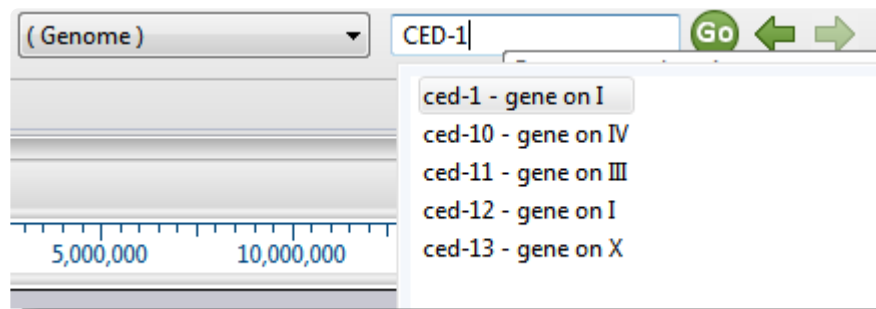 ( Genome ) CED-1 Go
ced-1 - gene on I
ced-10 - gene on IV
ced-11 - gene on III
ced-12 - gene on I
ced-13 - gene on X
5,000,000 10,000,000